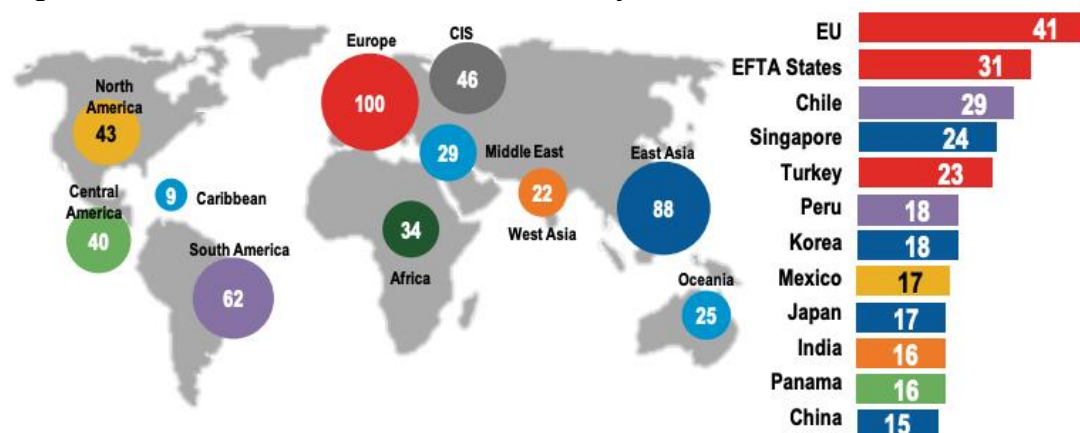 Europe
100
CIS
46
North
America
43
Middle East
29
East Asia
88
West Asia
22
Caribbean
9
Central
America
40
Africa
34
South America
62
Oceania
25
EU 41
EFTA States 31
Chile 29
Singapore 24
Turkey 23
Peru 18
Korea 18
Mexico 17
Japan 17
India 16
Panama 16
China 15